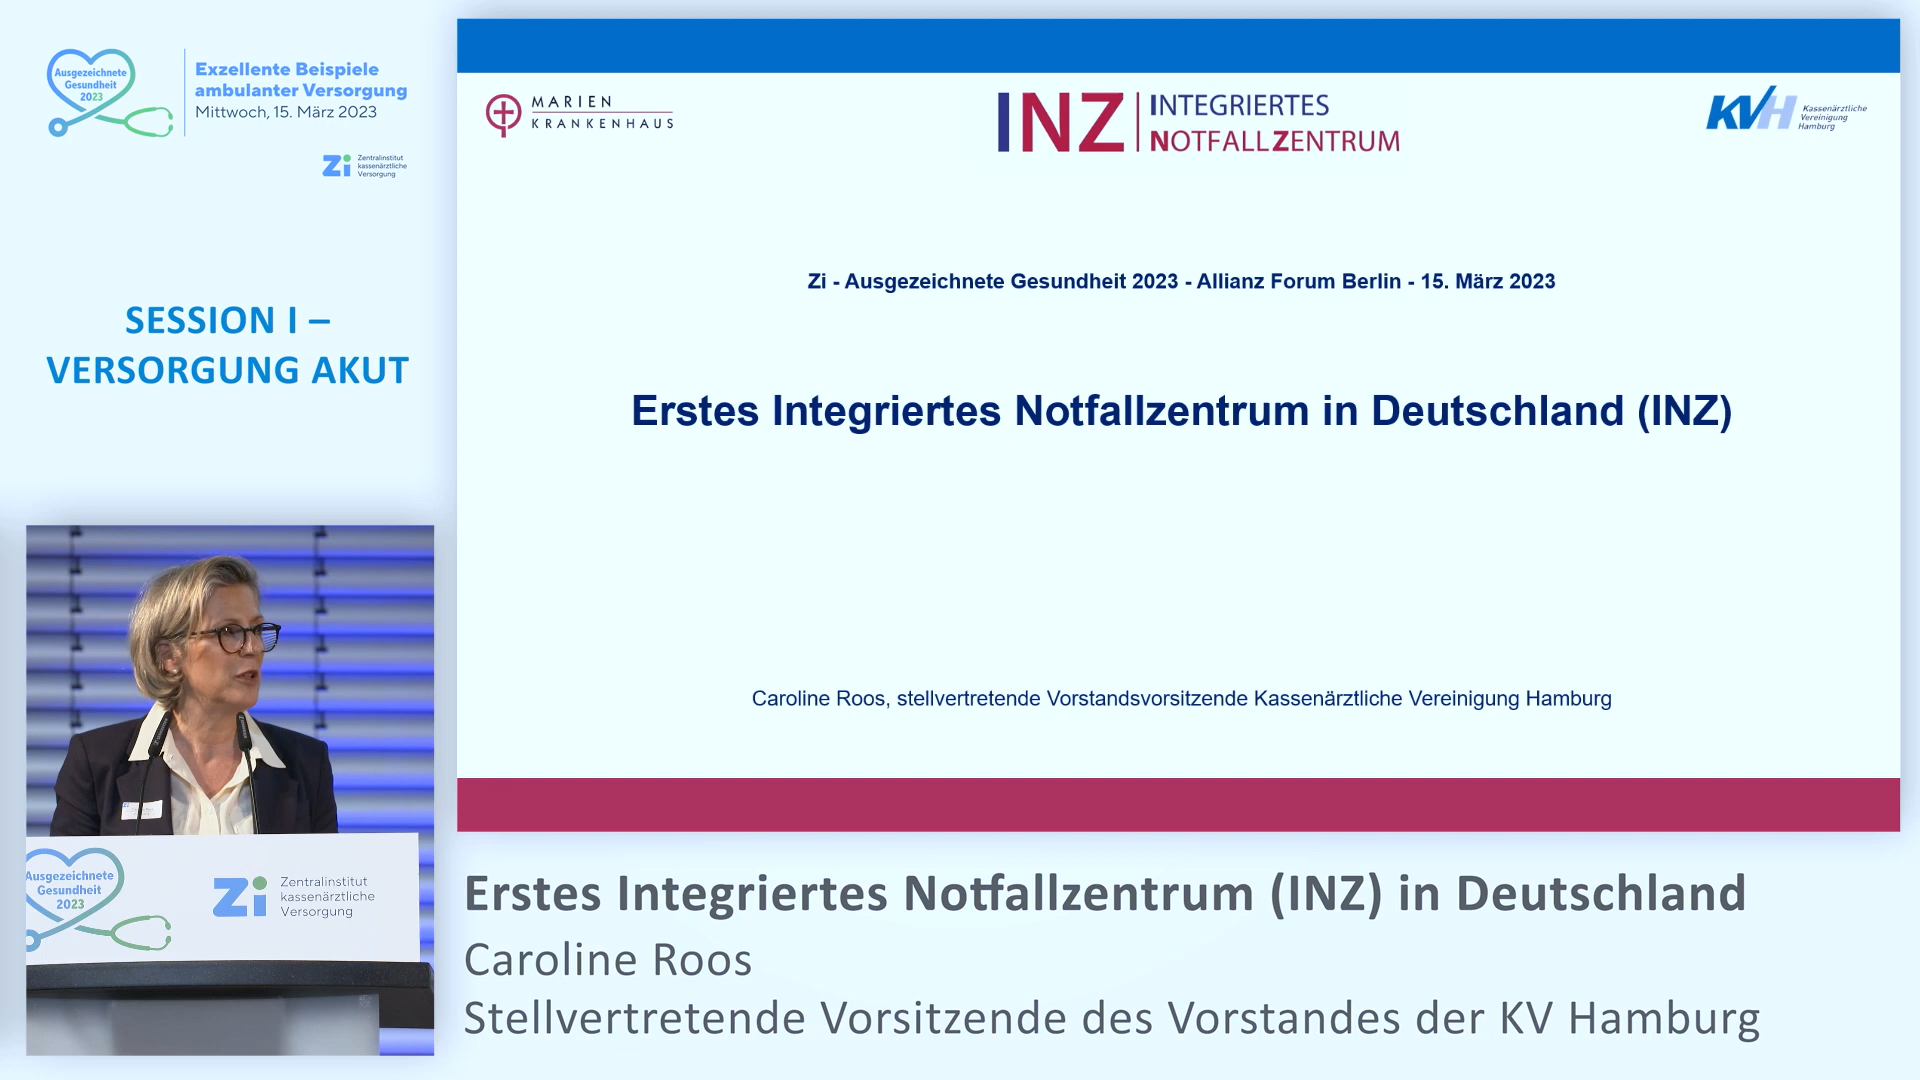 Ausgezeichnete
Gesundheit
2023
Exzellente Beispiele
ambulanter Versorgung
Mittwoch, 15. März 2023
Zi
Zentralinstitut
kassenärztliche
Versorgung
SESSION I –
VERSORGUNG AKUT
MARIEN
KRANKENHAUS
INZ
INTEGRIERTES
NOTFALLZENTRUM
KVH
Kassenärztliche
Vereinigung
Hamburg
Zi - Ausgezeichnete Gesundheit 2023 - Allianz Forum Berlin - 15. März 2023
Erstes Integriertes Notfallzentrum in Deutschland (INZ)
Caroline Roos, stellvertretende Vorstandsvorsitzende Kassenärztliche Vereinigung Hamburg
Ausgezeichnete
Gesundheit
2023
Zi
Zentralinstitut
kassenärztliche
Versorgung
Erstes Integriertes Notfallzentrum (INZ) in Deutschland
Caroline Roos
Stellvertretende Vorsitzende des Vorstandes der KV Hamburg